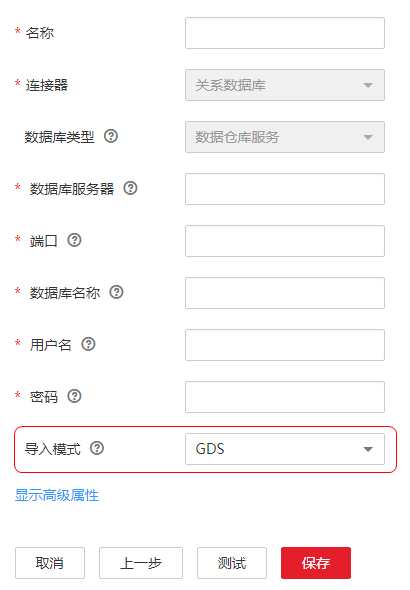 * 名称
* 连接器 关系数据库
数据库类型 ? 数据仓库服务
* 数据库服务器 ?
* 端口 ?
* 数据库名称 ?
* 用户名 ?
* 密码 ?
导入模式 ? GDS
显示高级属性
取消 上一步 测试 保存